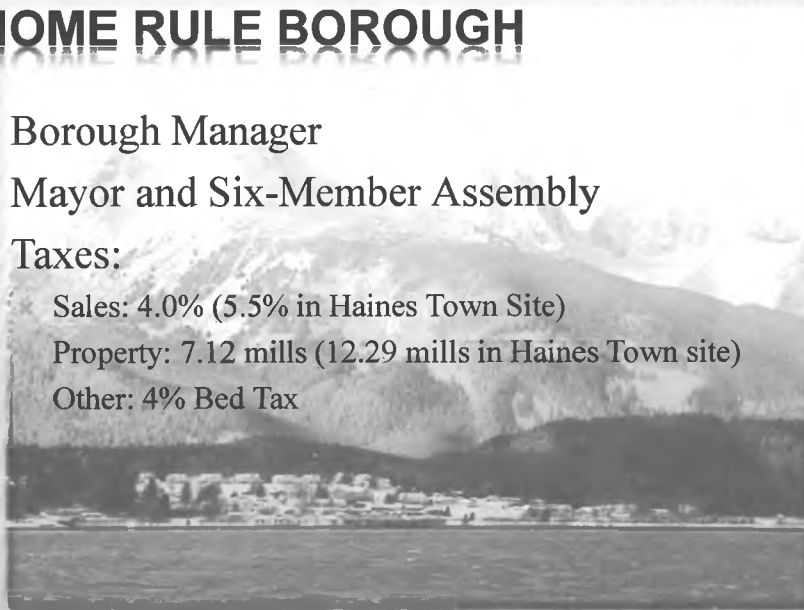 HOME RULE BOROUGH
Borough Manager
Mayor and Six-Member Assembly
Taxes:
Sales: 4.0% (5.5% in Haines Town Site)
Property: 7.12 mills (12.29 mills in Haines Town site)
Other: 4% Bed Tax